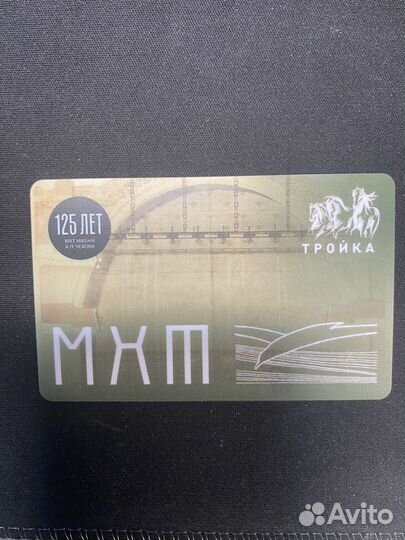 125 ЛЕТ
МХТ ИМЕНИ
А.П.ЧЕХОВА
ТРОЙКА
МХТ
Avito